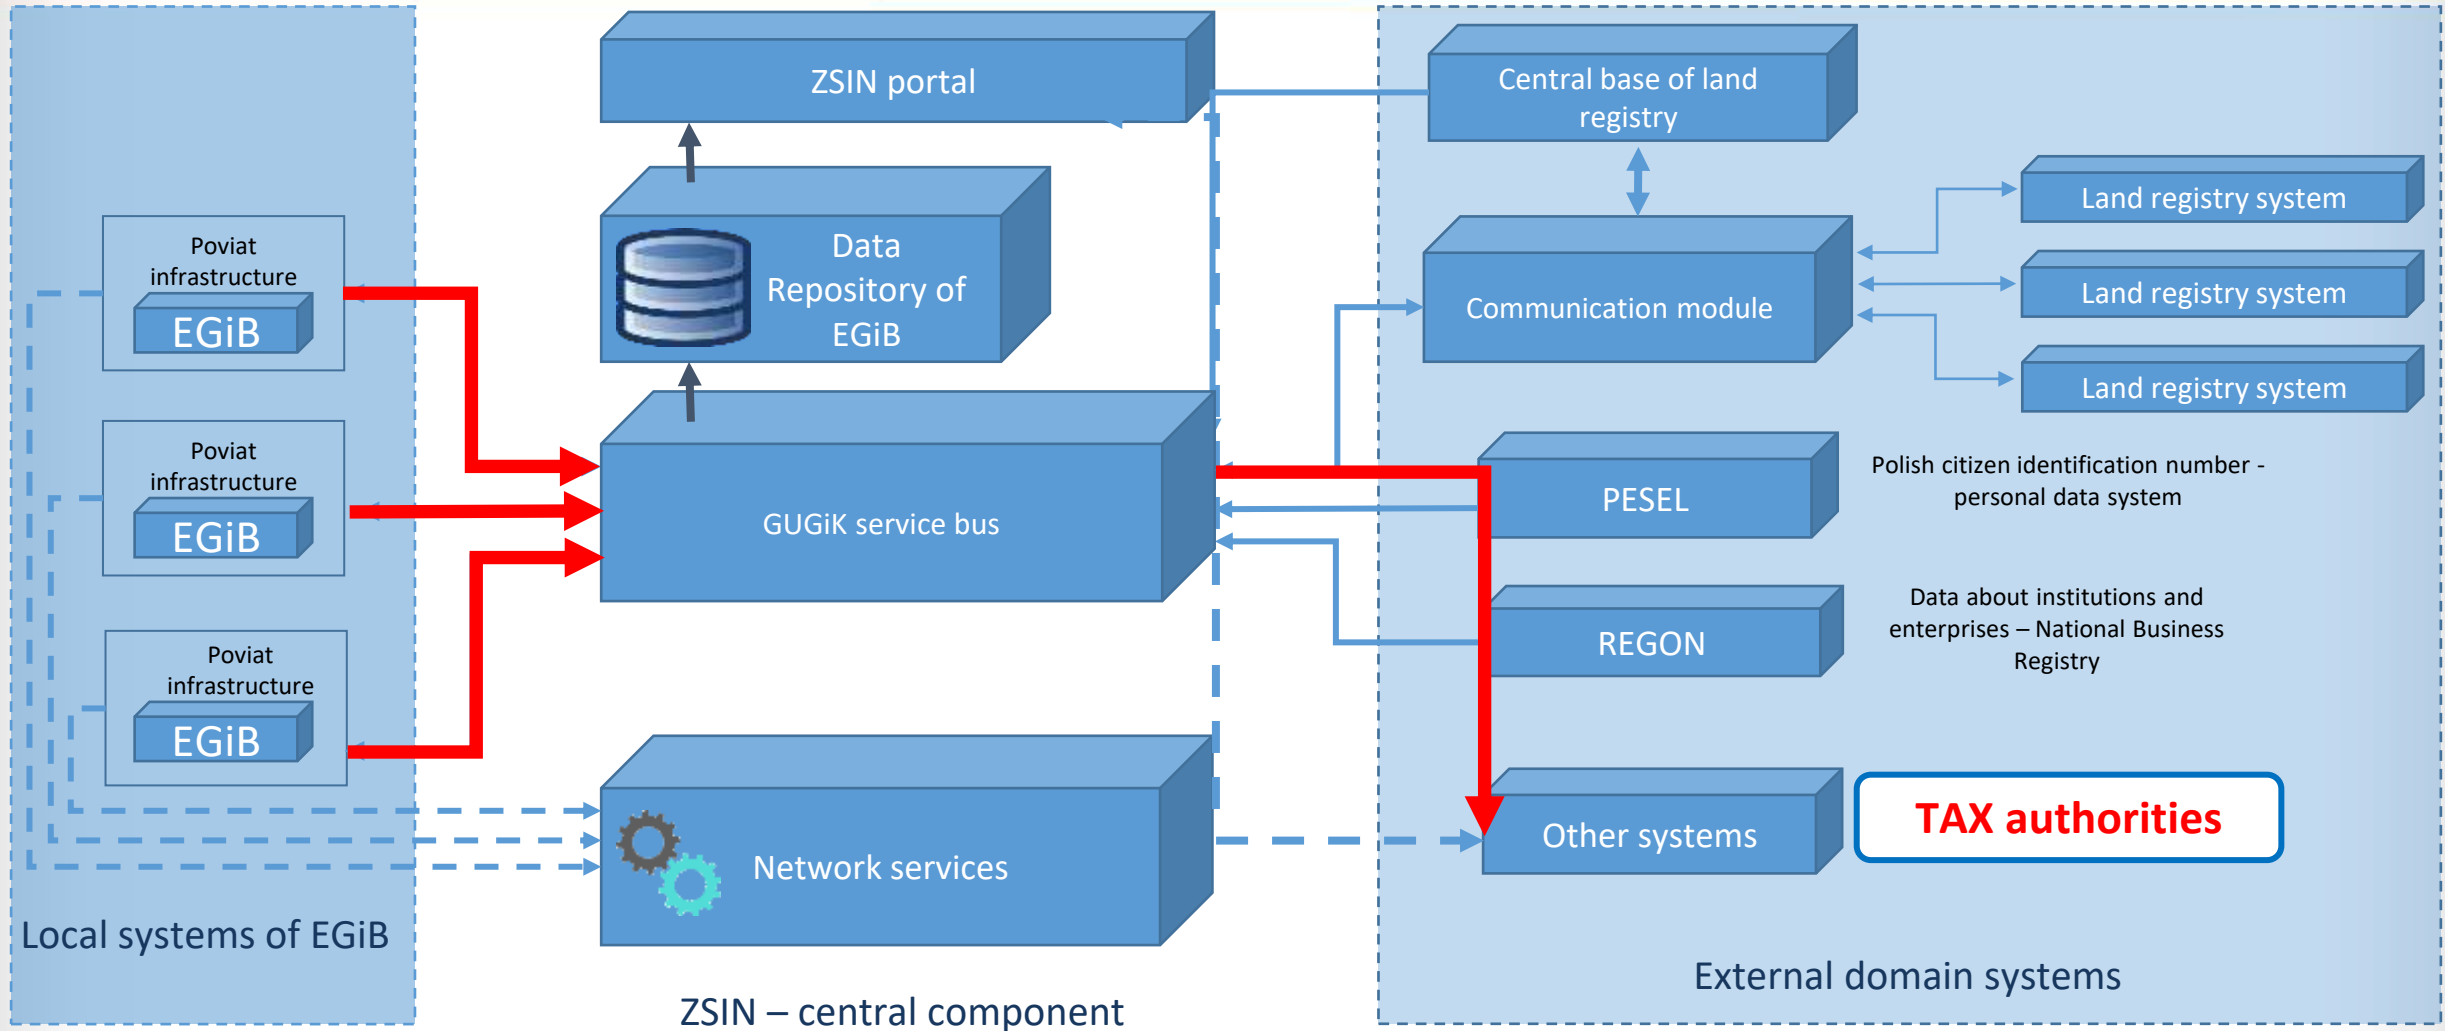 ZSIN portal
Central base of land
registry
Land registry system
Land registry system
Land registry system
Data
Repository of
EGiB
Communication module
Poviat
infrastructure
EGiB
Poviat
infrastructure
EGiB
Poviat
infrastructure
EGiB
GUGiK service bus
PESEL
Polish citizen identification number -
personal data system
REGON
Data about institutions and
enterprises – National Business
Registry
Other systems
TAX authorities
Network services
Local systems of EGiB
ZSIN – central component
External domain systems